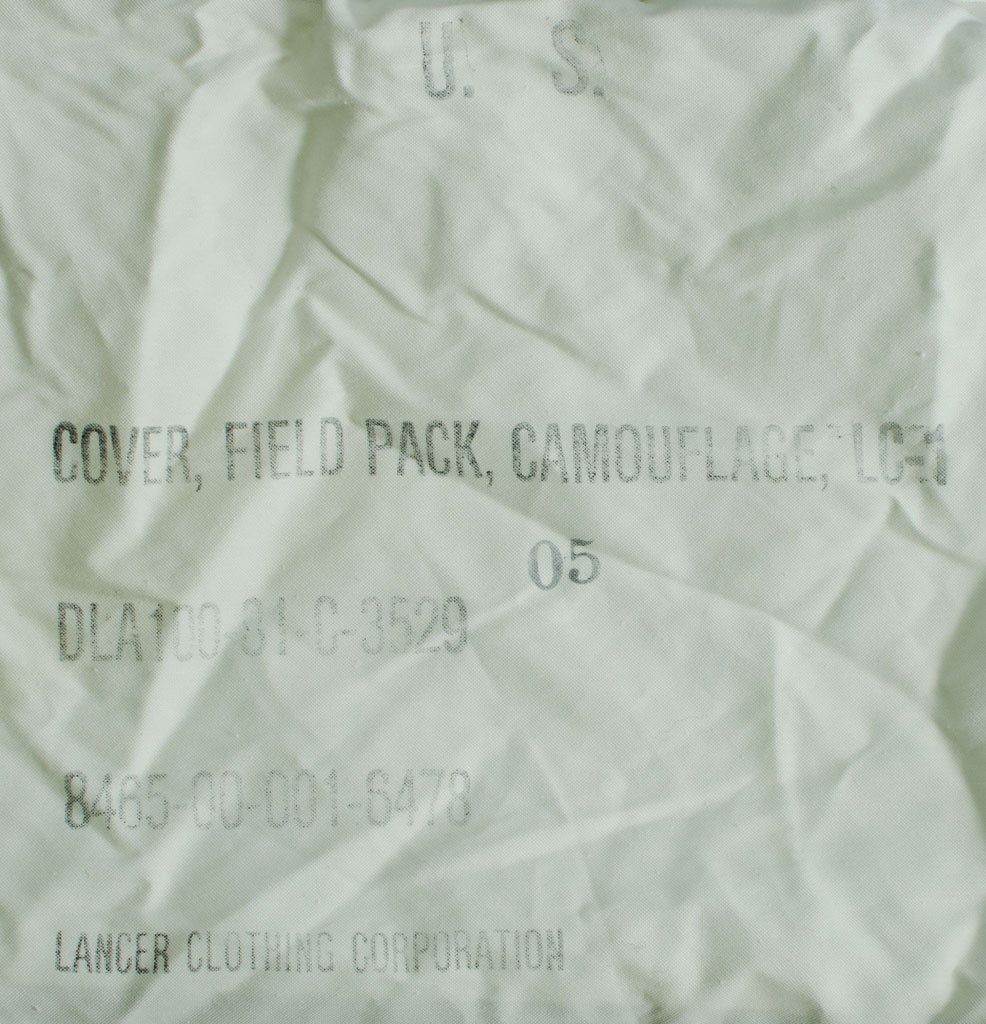 U. S.
COVER, FIELD PACK, CAMOUFLAGE, LC-1
05
DLA100-81-C-3529
8465-00-001-6478
LANCER CLOTHING CORPORATION